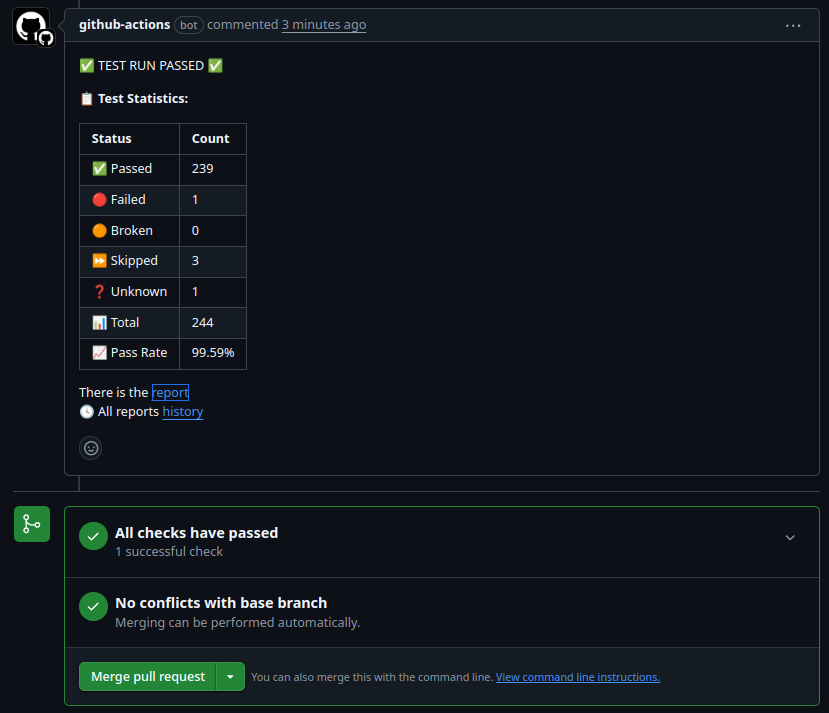 github-actions bot commented 3 minutes ago ...
✅ TEST RUN PASSED ✅
📋 Test Statistics:
Status Count
✅ Passed 239
🔴 Failed 1
🟠 Broken 0
⏩ Skipped 3
❓ Unknown 1
📊 Total 244
📈 Pass Rate 99.59%
There is the report
🕓 All reports history
All checks have passed
1 successful check
No conflicts with base branch
Merging can be performed automatically.
Merge pull request You can also merge this with the command line. View command line instructions.